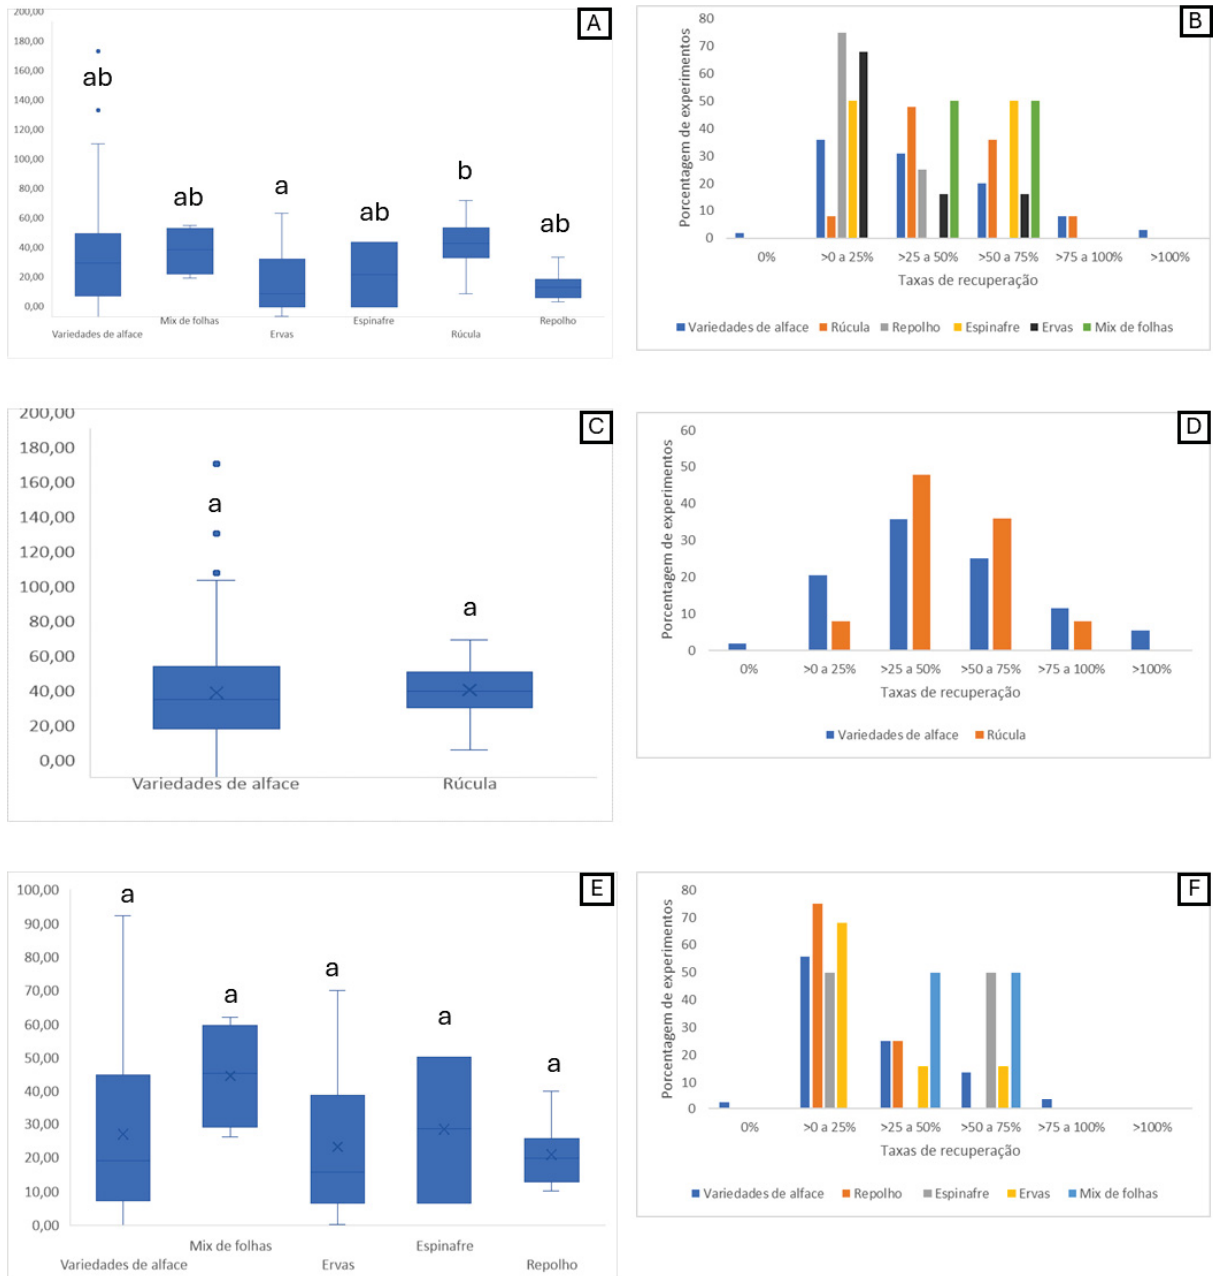 A
200,00
180,00
160,00
140,00
120,00
100,00
80,00
60,00
40,00
20,00
0,00
ab
ab
a
ab
b
ab
Variedades de alface
Mix de folhas
Ervas
Espinafre
Rúcula
Repolho
B
Porcentagem de experimentos
80
70
60
50
40
30
20
10
0
0%
>0 a 25%
>25 a 50%
>50 a 75%
>75 a 100%
>100%
Taxas de recuperação
Variedades de alface
Rúcula
Repolho
Espinafre
Ervas
Mix de folhas
C
200,00
180,00
160,00
140,00
120,00
100,00
80,00
60,00
40,00
20,00
0,00
a
a
Variedades de alface
Rúcula
D
Porcentagem de experimentos
60
50
40
30
20
10
0
0%
>0 a 25%
>25 a 50%
>50 a 75%
>75 a 100%
>100%
Taxas de recuperação
Variedades de alface
Rúcula
E
100,00
90,00
80,00
70,00
60,00
50,00
40,00
30,00
20,00
10,00
0,00
a
a
a
a
a
Variedades de alface
Mix de folhas
Ervas
Espinafre
Repolho
F
Porcentagem de experimentos
80
70
60
50
40
30
20
10
0
0%
>0 a 25%
>25 a 50%
>50 a 75%
>75 a 100%
>100%
Taxas de recuperação
Variedades de alface
Repolho
Espinafre
Ervas
Mix de folhas